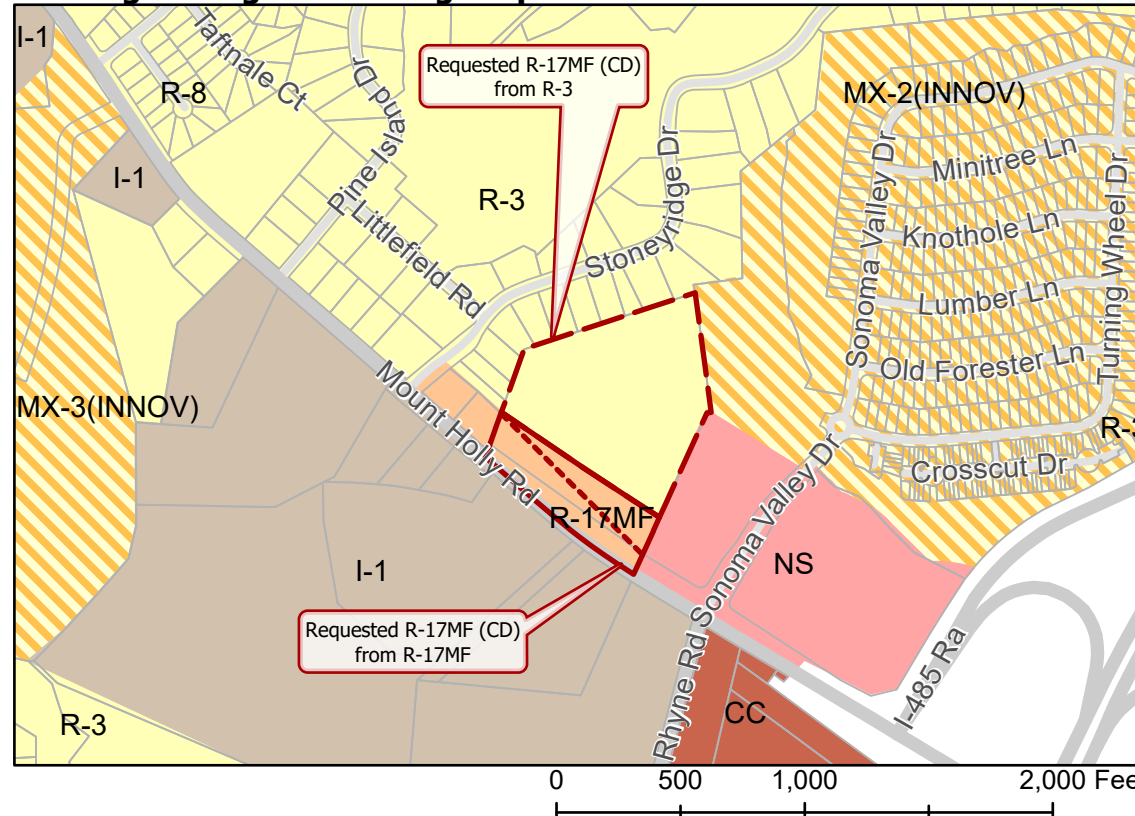 I-1
Taftnale Ct
R-8
Pine Island Dr
Requested R-17MF (CD)
from R-3
MX-2(INNOV)
Minitree Ln
Knothole Ln
Lumber Ln
Old Forester Ln
Crosscut Dr
Sonoma Valley Dr
Turning Wheel Dr
I-1
R-3
Stoneyridge Dr
Littlefield Rd
Mount Holly Rd
MX-3(INNOV)
R-17MF
I-1
NS
Sonoma Valley Dr
Requested R-17MF (CD)
from R-17MF
Rhyne Rd
I-485 Ra
CC
R-3
0 500 1,000 2,000 Fee